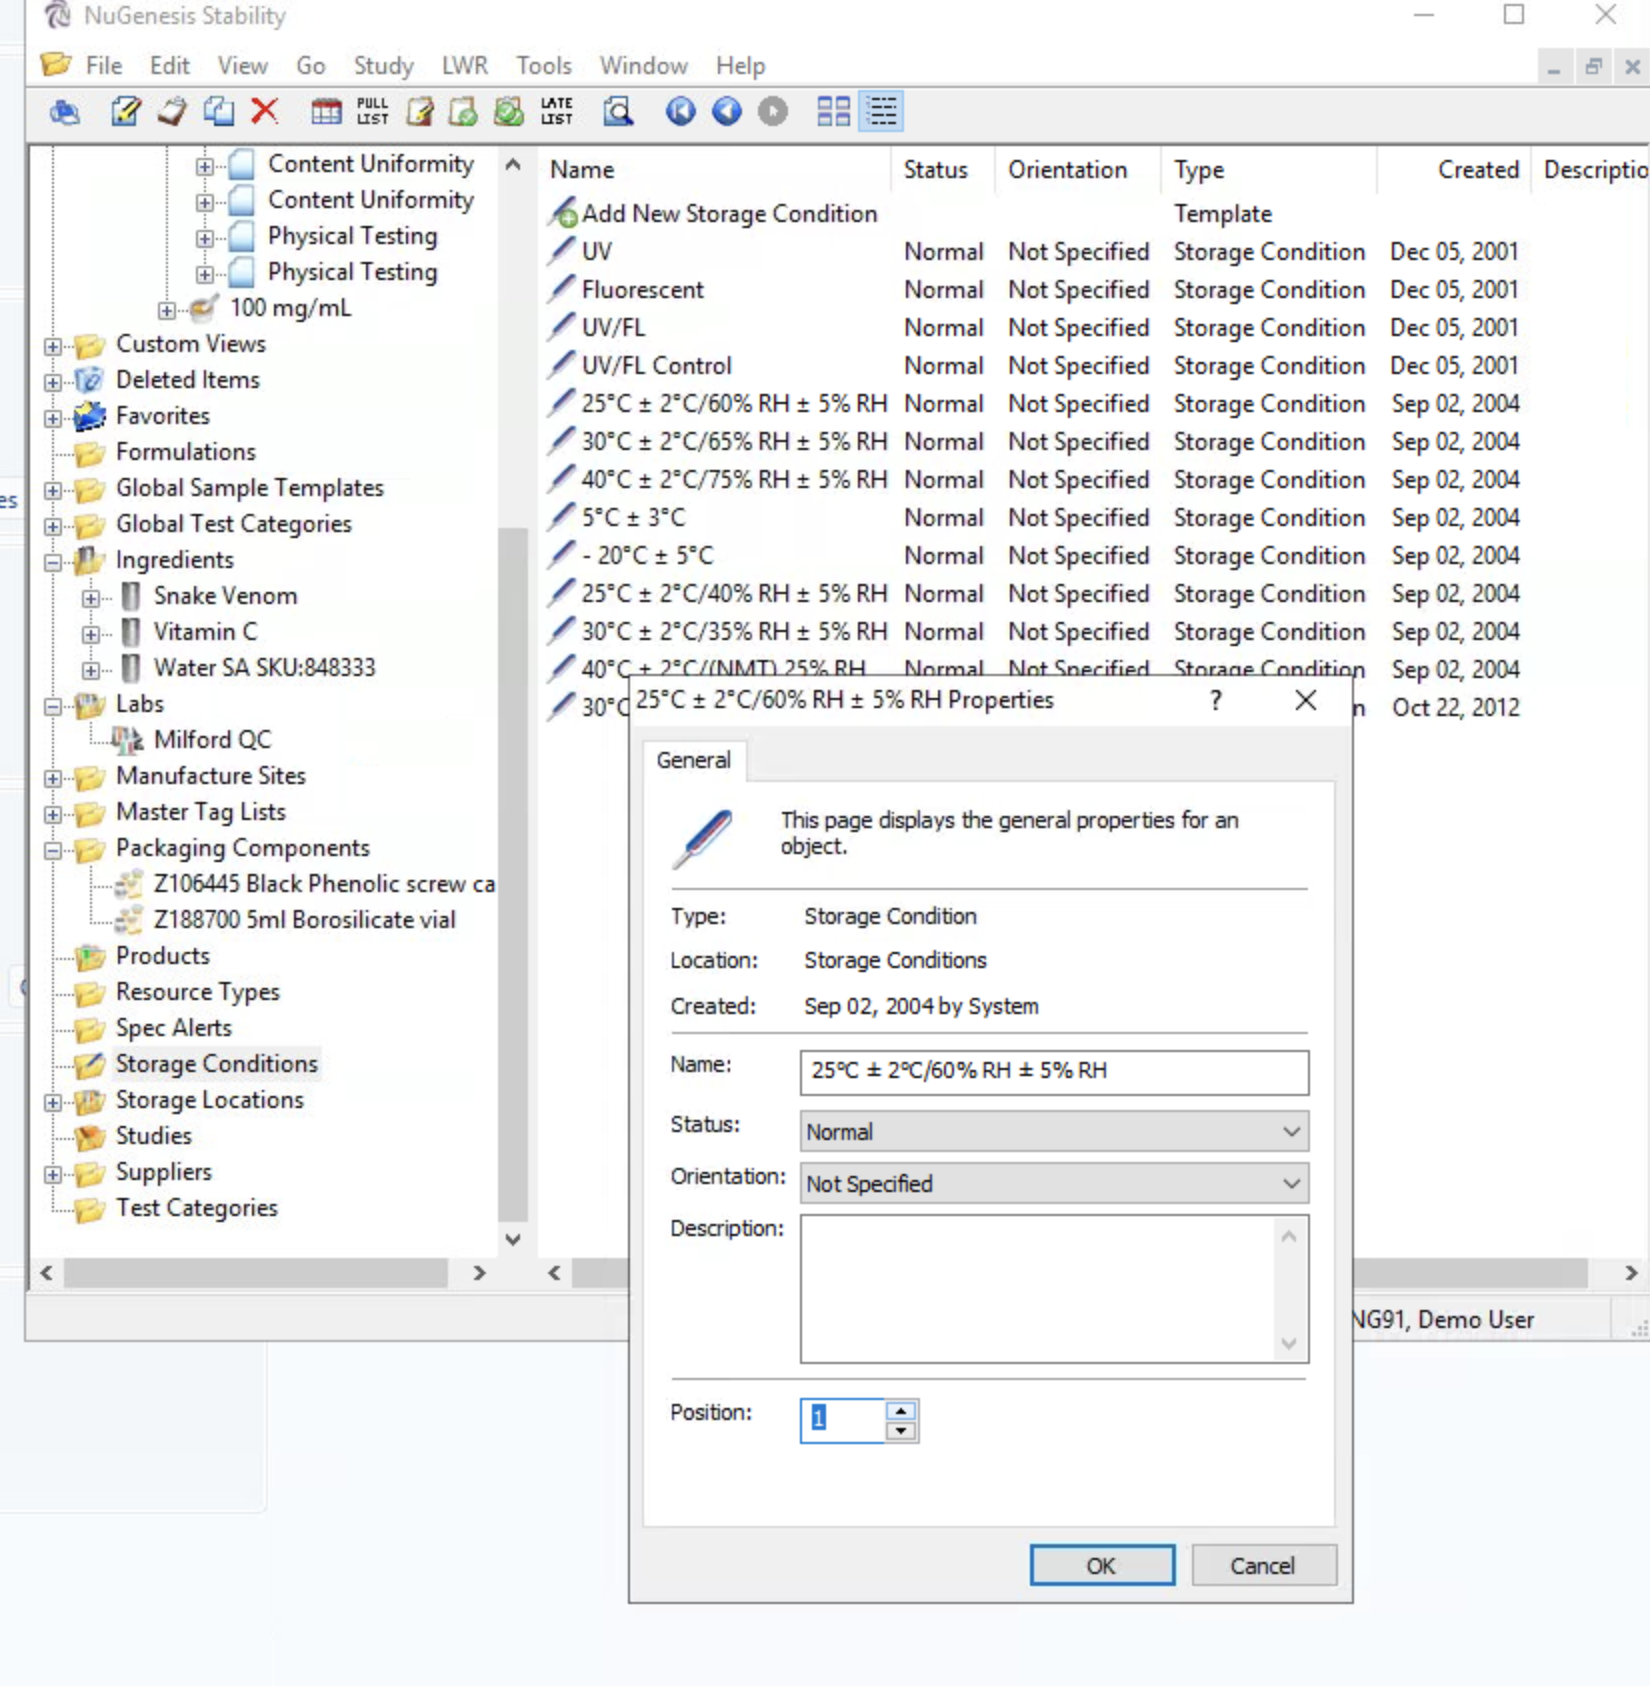 NuGenesis Stability
File Edit View Go Study LWR Tools Window Help
PULL LIST
LATE LIST
Content Uniformity
Content Uniformity
Physical Testing
Physical Testing
100 mg/mL
Custom Views
Deleted Items
Favorites
Formulations
Global Sample Templates
Global Test Categories
Ingredients
Snake Venom
Vitamin C
Water SA SKU:848333
Labs
Milford QC
Manufacture Sites
Master Tag Lists
Packaging Components
Z106445 Black Phenolic screw ca
Z188700 5ml Borosilicate vial
Products
Resource Types
Spec Alerts
Storage Conditions
Storage Locations
Studies
Suppliers
Test Categories
es
Name Status Orientation Type Created Descriptio
Add New Storage Condition Template
UV Normal Not Specified Storage Condition Dec 05, 2001
Fluorescent Normal Not Specified Storage Condition Dec 05, 2001
UV/FL Normal Not Specified Storage Condition Dec 05, 2001
UV/FL Control Normal Not Specified Storage Condition Dec 05, 2001
25°C ± 2°C/60% RH ± 5% RH Normal Not Specified Storage Condition Sep 02, 2004
30°C ± 2°C/65% RH ± 5% RH Normal Not Specified Storage Condition Sep 02, 2004
40°C ± 2°C/75% RH ± 5% RH Normal Not Specified Storage Condition Sep 02, 2004
5°C ± 3°C Normal Not Specified Storage Condition Sep 02, 2004
- 20°C ± 5°C Normal Not Specified Storage Condition Sep 02, 2004
25°C ± 2°C/40% RH ± 5% RH Normal Not Specified Storage Condition Sep 02, 2004
30°C ± 2°C/35% RH ± 5% RH Normal Not Specified Storage Condition Sep 02, 2004
40°C ± 2°C/(NMT) 25% RH Normal Not Specified Storage Condition Sep 02, 2004
30°C n Oct 22, 2012
25°C ± 2°C/60% RH ± 5% RH Properties ?
General
This page displays the general properties for an
object.
Type: Storage Condition
Location: Storage Conditions
Created: Sep 02, 2004 by System
Name: 25°C ± 2°C/60% RH ± 5% RH
Status: Normal
Orientation: Not Specified
Description:
Position: 1
OK Cancel
NG91, Demo User